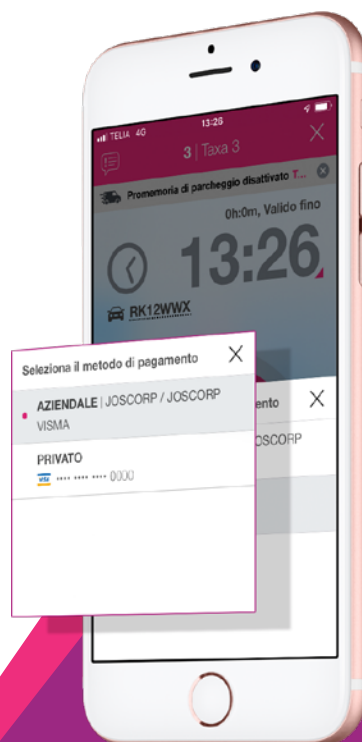 TELIA 4G
13:26
3 | Taxa 3
Promemoria di parcheggio disattivato T...
0h:0m, Valido fino
13:26
RK12WWX
Seleziona il metodo di pagamento
AZIENDALE | JOSCORP / JOSCORP
VISMA
PRIVATO
VISA •••• •••• •••• 0000
ento
OSCORP